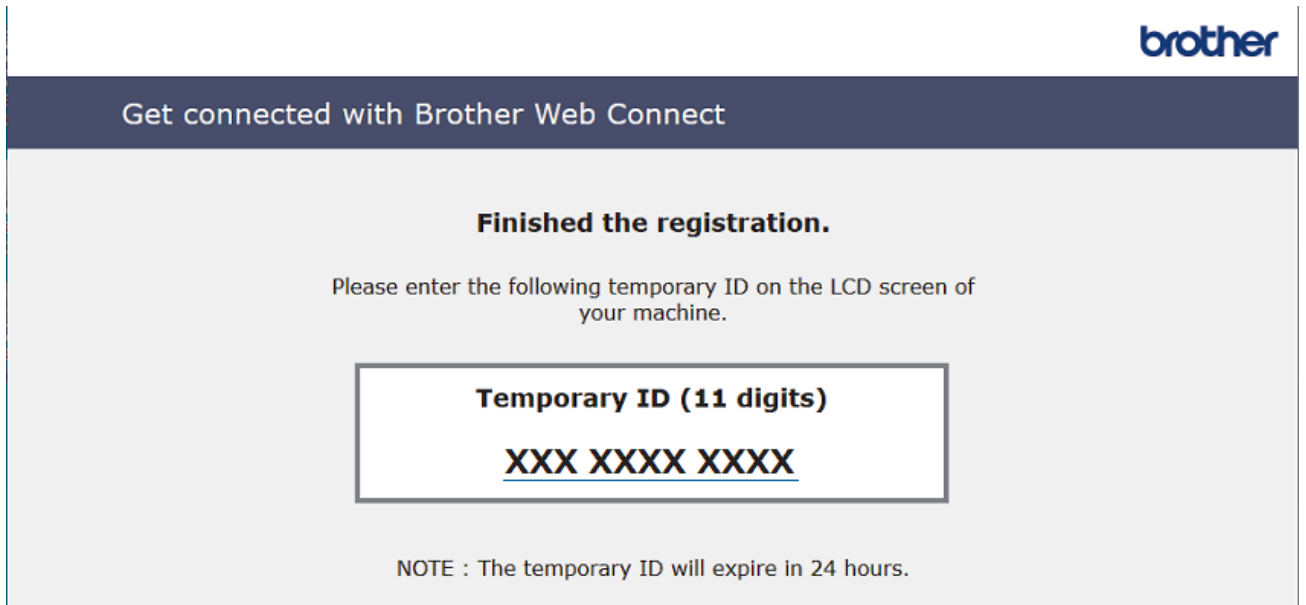 brother
Get connected with Brother Web Connect
Finished the registration.
Please enter the following temporary ID on the LCD screen of
your machine.
Temporary ID (11 digits)
XXX XXXX XXXX
NOTE : The temporary ID will expire in 24 hours.